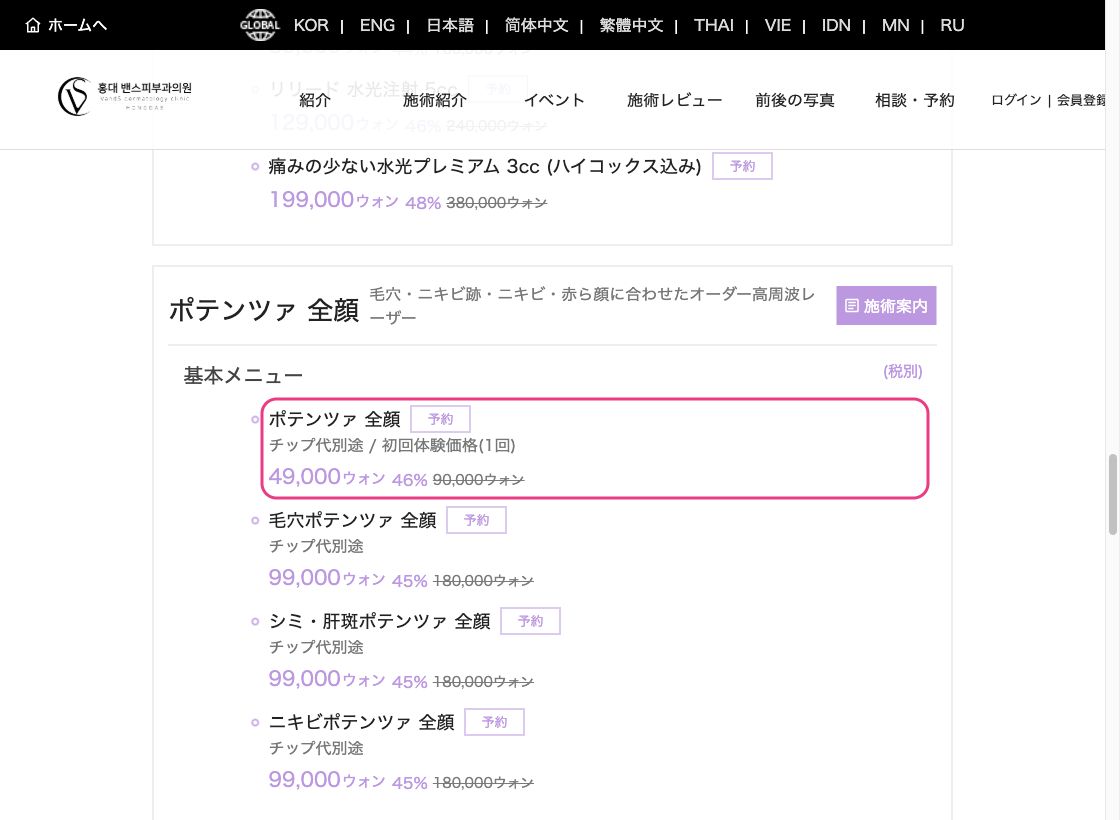 ホームへ
GLOBAL KOR | ENG | 日本語 | 简体中文 | 繁體中文 | THAI | VIE | IDN | MN | RU
홍대 밴스피부과의원
VandS dermatology clinic
HONGDAE
紹介 施術紹介 イベント 施術レビュー 前後の写真 相談・予約 ログイン | 会員登録
リリード 水光注射 5cc 予約
129,000ウォン 46% 240,000ウォン
痛みの少ない水光プレミアム 3cc (ハイコックス込み) 予約
199,000ウォン 48% 380,000ウォン
ポテンツァ 全顔
毛穴・ニキビ跡・ニキビ・赤ら顔に合わせたオーダー高周波レ
ーザー
施術案内
基本メニュー (税別)
ポテンツァ 全顔 予約
チップ代別途 / 初回体験価格(1回)
49,000ウォン 46% 90,000ウォン
毛穴ポテンツァ 全顔 予約
チップ代別途
99,000ウォン 45% 180,000ウォン
シミ・肝斑ポテンツァ 全顔 予約
チップ代別途
99,000ウォン 45% 180,000ウォン
ニキビポテンツァ 全顔 予約
チップ代別途
99,000ウォン 45% 180,000ウォン